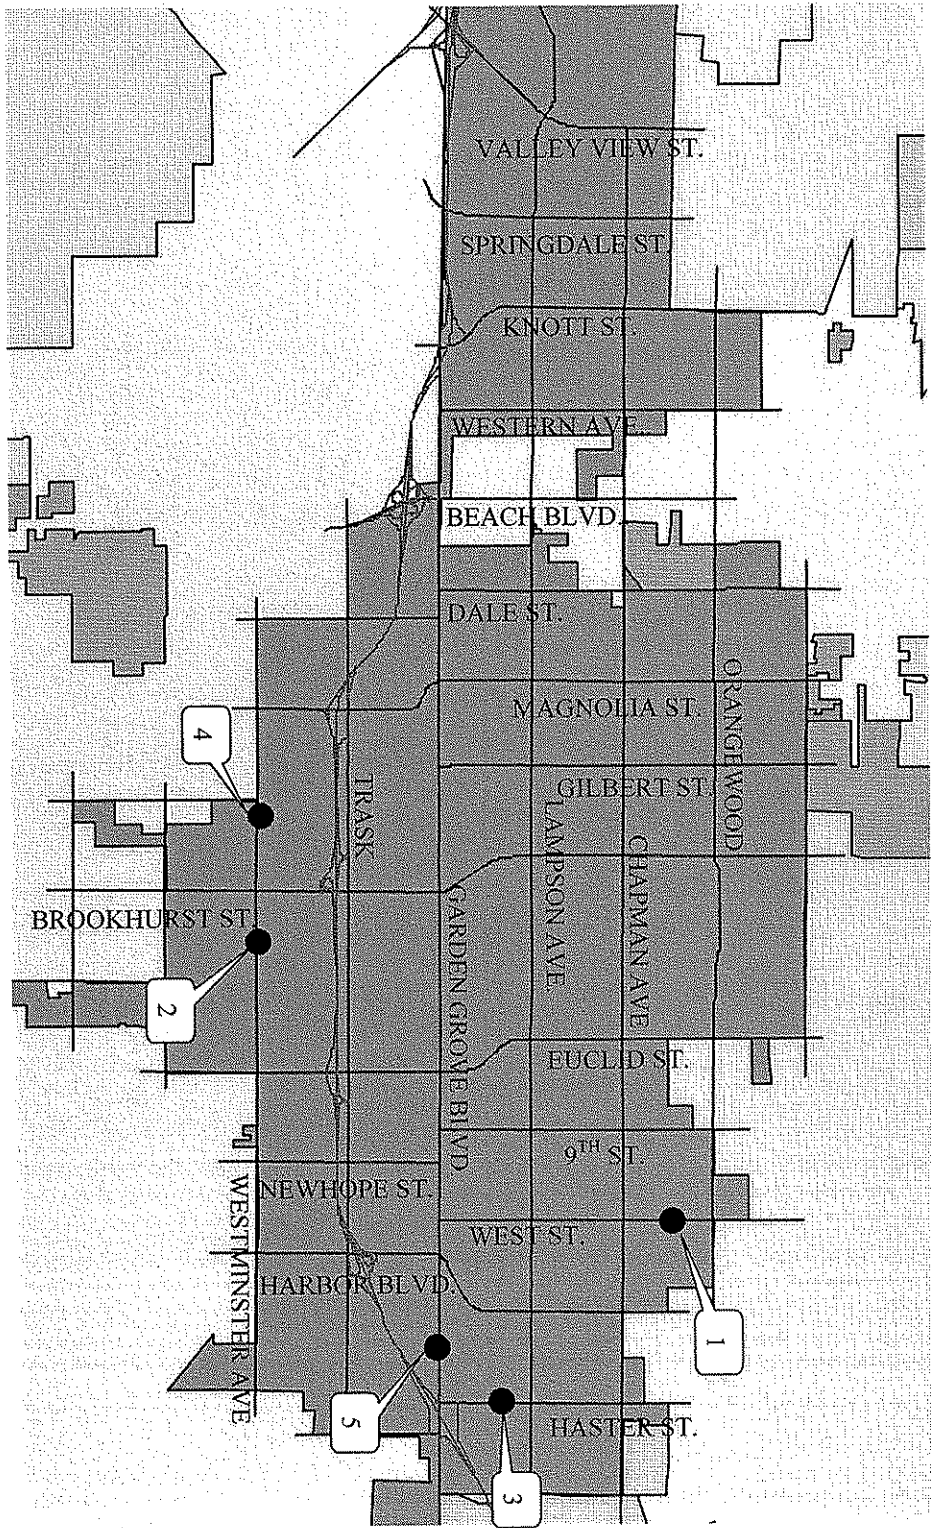 VALLEY VIEW ST.
SPRINGDALE ST.
KNOTT ST.
WESTERN AVE.
BEACH BLVD.
DALE ST.
ORANGEWOOD
MAGNOLIA ST.
4
GILBERT ST.
TRASK
LAMPSON AVE.
CHAPMAN AVE
GARDEN GROVE BLVD
BROOKHURST ST.
2
EUCLID ST.
9TH ST.
NEWHOPE ST.
WESTMINSTER AVE
WEST ST.
HARBOR BLVD.
1
5
HASTER ST.
3